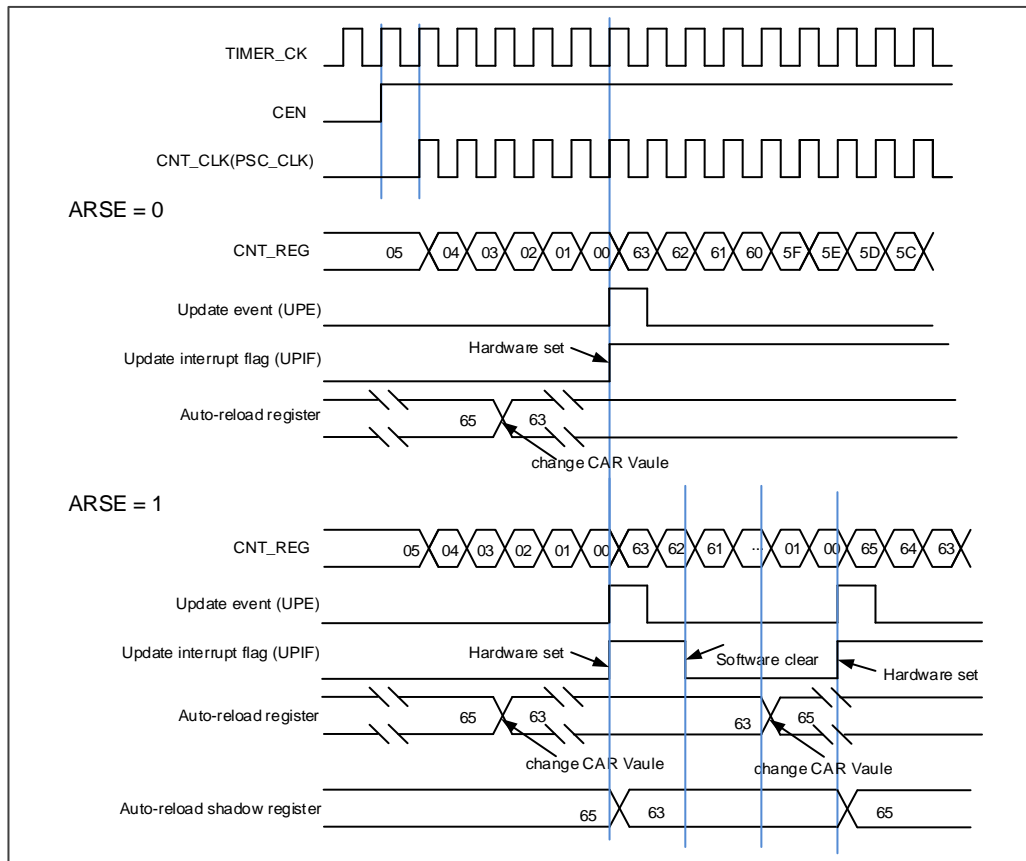 TIMER_CK
CEN
CNT_CLK(PSC_CLK)
ARSE = 0
CNT_REG 05 04 03 02 01 00 63 62 61 60 5F 5E 5D 5C
Update event (UPE)
Update interrupt flag (UPIF) Hardware set
Auto-reload register 65 63
change CAR Vaule
ARSE = 1
CNT_REG 05 04 03 02 01 00 63 62 61 ... 01 00 65 64 63
Update event (UPE)
Update interrupt flag (UPIF) Hardware set Software clear Hardware set
Auto-reload register 65 63 63 65
change CAR Vaule change CAR Vaule
Auto-reload shadow register 65 63 65